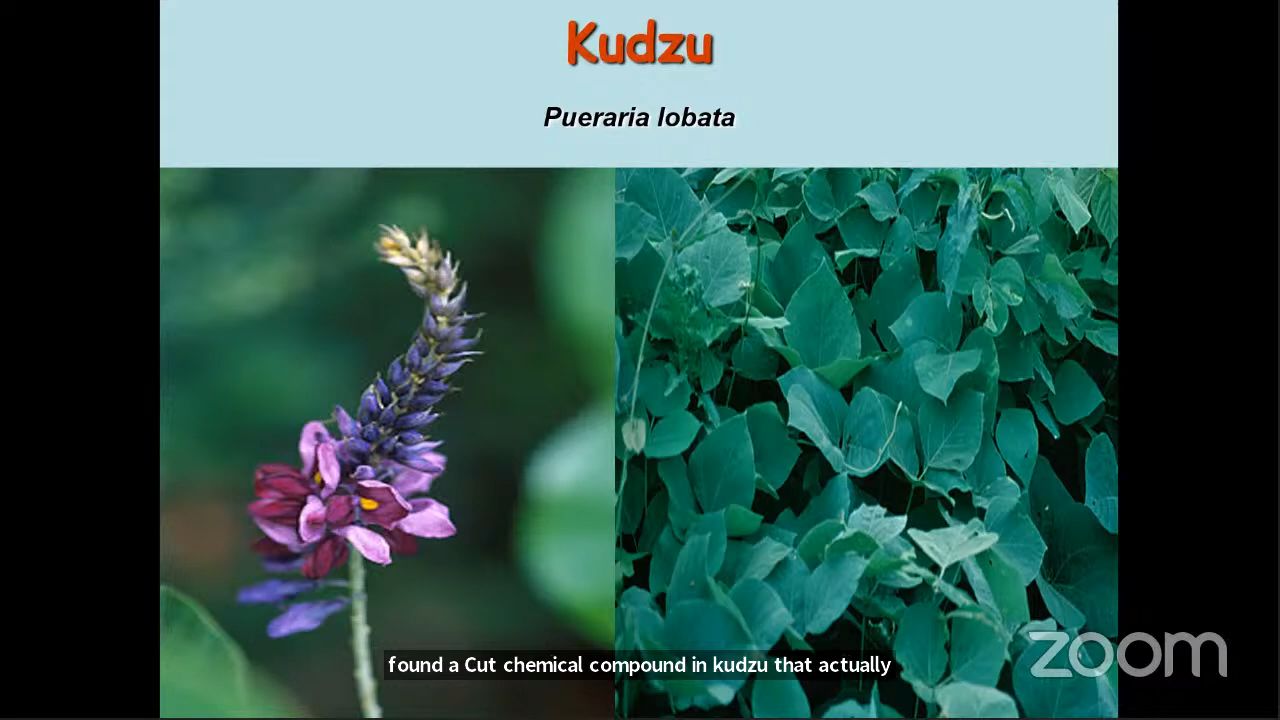 Kudzu
Pueraria lobata
found a Cut chemical compound in kudzu that actually
zoom